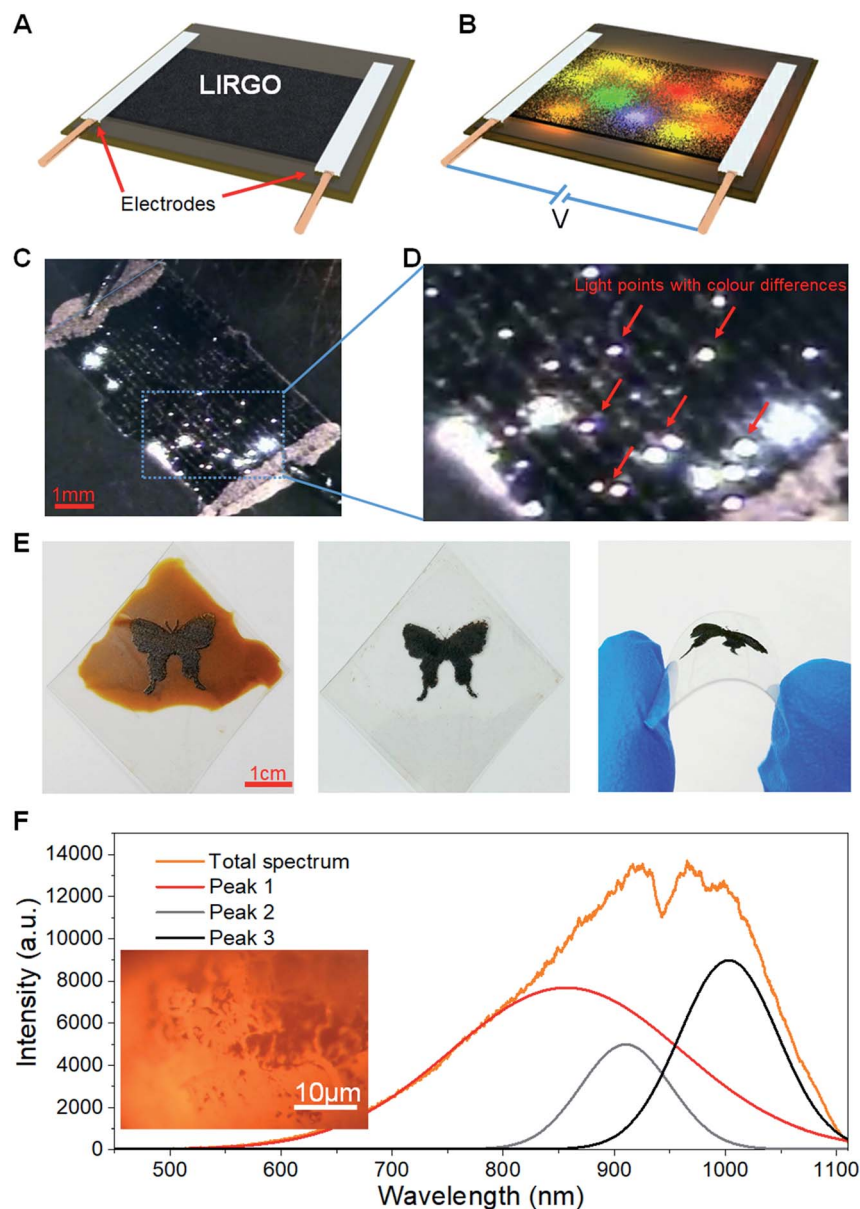 A
B
LIRGO
Electrodes
V
C
D
Light points with colour differences
1mm
E
1cm
F
14000
12000
10000
8000
6000
4000
2000
0
Intensity (a.u.)
Total spectrum
Peak 1
Peak 2
Peak 3
10μm
500
600
700
800
900
1000
1100
Wavelength (nm)